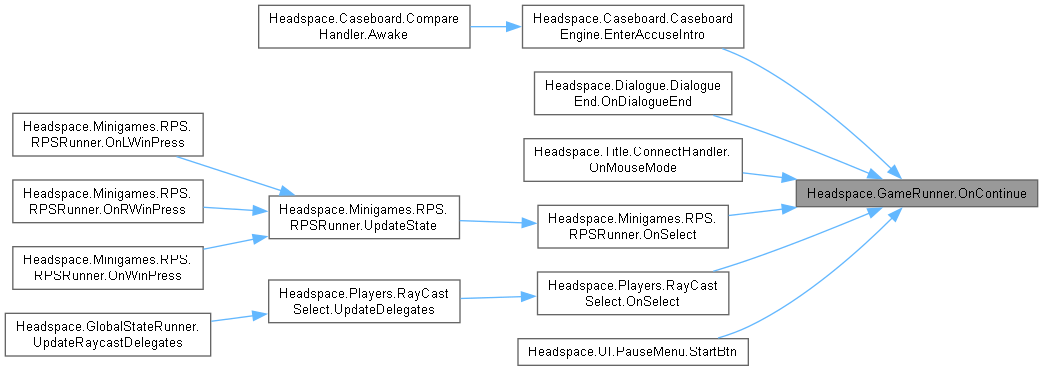 Headspace.Caseboard.Compare
Handler.Awake
Headspace.Caseboard.Caseboard
Engine.EnterAccuseIntro
Headspace.Dialogue.Dialogue
End.OnDialogueEnd
Headspace.Title.ConnectHandler.
OnMouseMode
Headspace.Minigames.RPS.
RPSRunner.OnLWinPress
Headspace.Minigames.RPS.
RPSRunner.OnRWinPress
Headspace.Minigames.RPS.
RPSRunner.OnWinPress
Headspace.Minigames.RPS.
RPSRunner.UpdateState
Headspace.Minigames.RPS.
RPSRunner.OnSelect
Headspace.GameRunner.OnContinue
Headspace.GlobalStateRunner.
UpdateRaycastDelegates
Headspace.Players.RayCast
Select.UpdateDelegates
Headspace.Players.RayCast
Select.OnSelect
Headspace.UI.PauseMenu.StartBtn